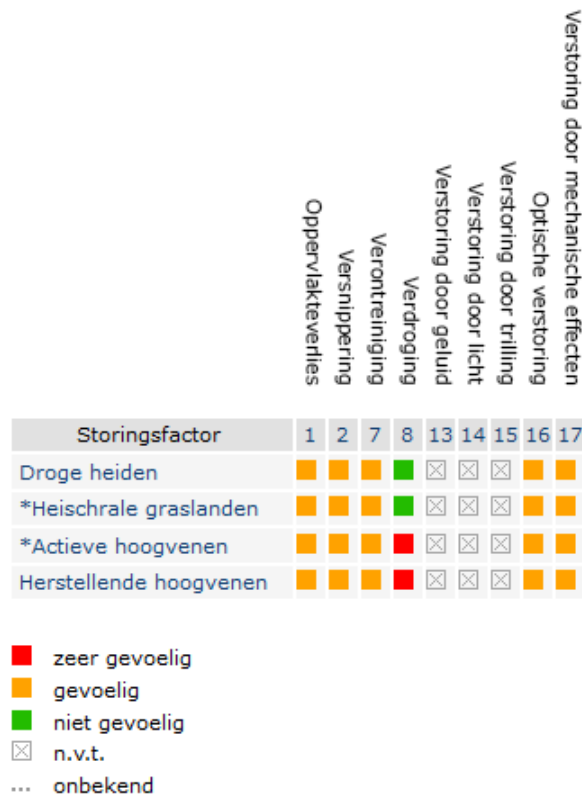 Oppervlakteverlies
Versnippering
Verontreiniging
Verdroging
Verstoring door geluid
Verstoring door licht
Verstoring door trilling
Optische verstoring
Verstoring door mechanische effecten
Storingsfactor 1 2 7 8 13 14 15 16 17
Droge heiden
*Heischrale graslanden
*Actieve hoogvenen
Herstellende hoogvenen
zeer gevoelig
gevoelig
niet gevoelig
n.v.t.
... onbekend